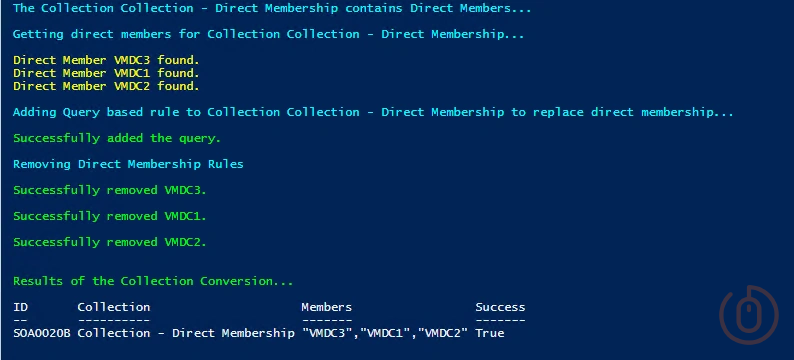 The Collection Collection - Direct Membership contains Direct Members...
Getting direct members for Collection Collection - Direct Membership...
Direct Member VMDC3 found.
Direct Member VMDC1 found.
Direct Member VMDC2 found.
Adding Query based rule to Collection Collection - Direct Membership to replace direct membership...
Successfully added the query.
Removing Direct Membership Rules
Successfully removed VMDC3.
Successfully removed VMDC1.
Successfully removed VMDC2.
Results of the Collection Conversion...
ID Collection Members Success
-- ---------- ------- -------
SOA0020B Collection - Direct Membership "VMDC3","VMDC1","VMDC2" True